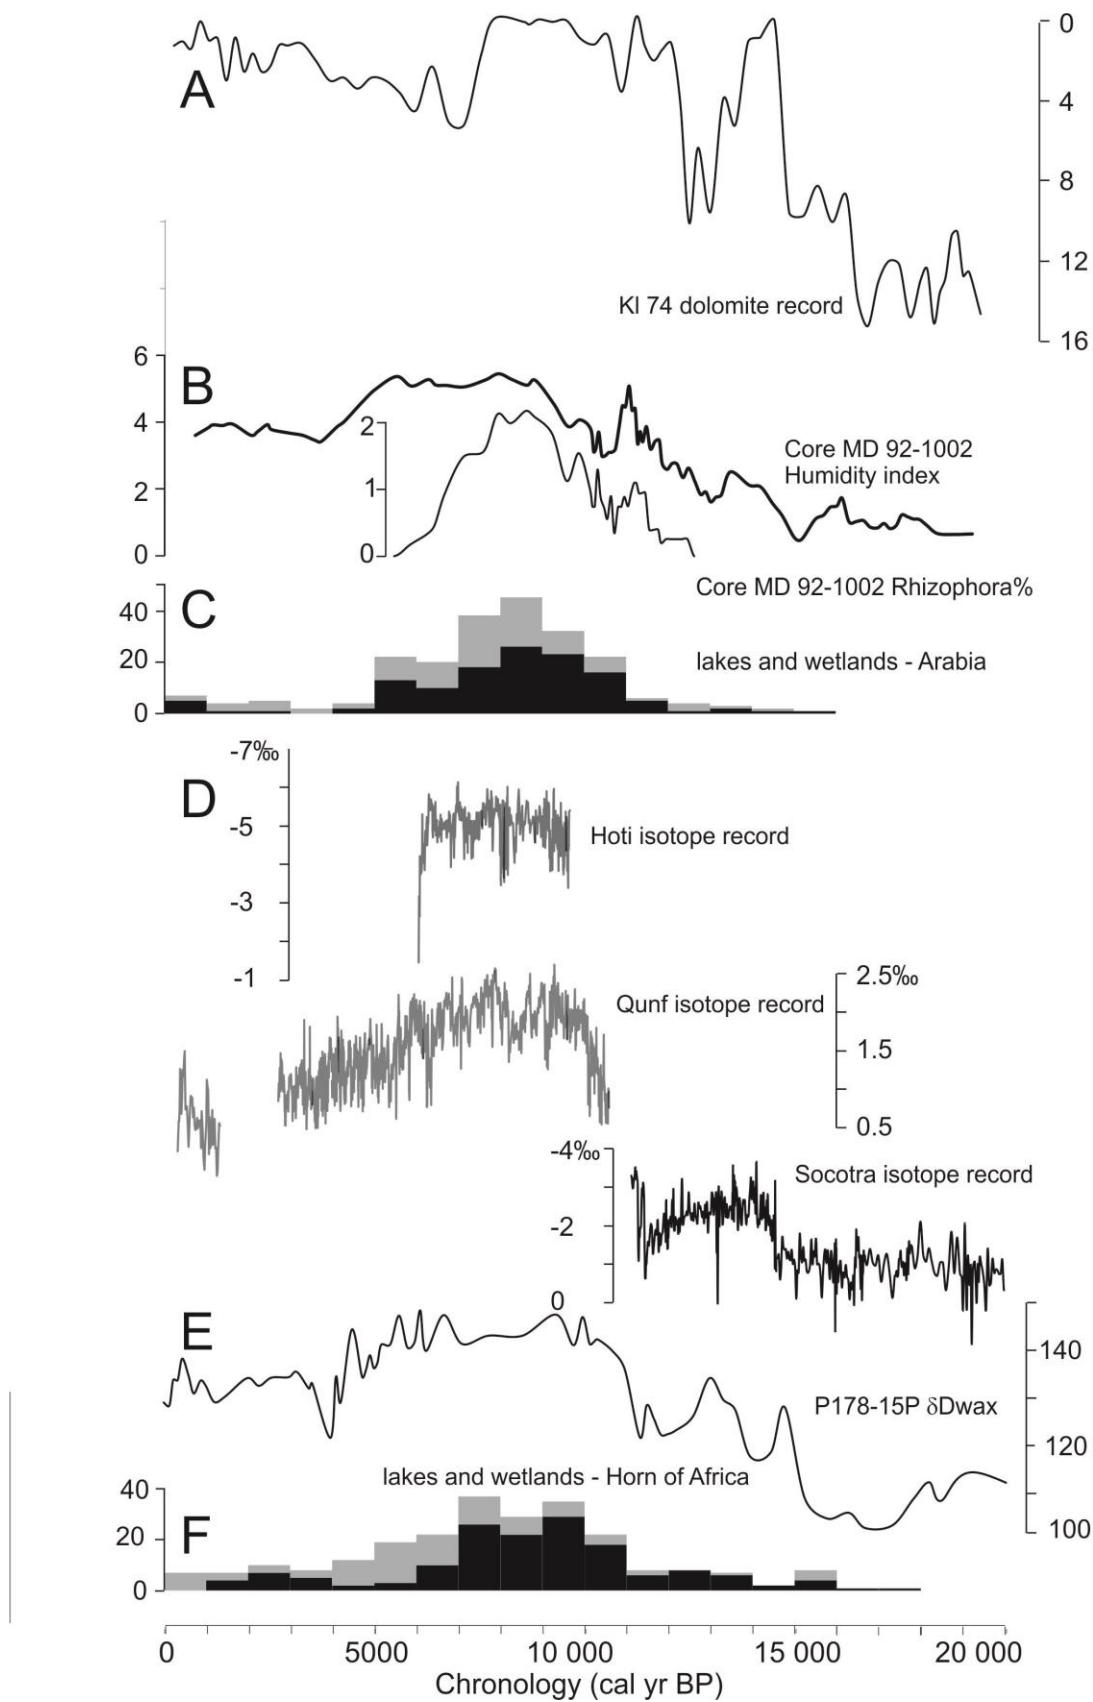 A
0
4
8
12
16
Kl 74 dolomite record
B
6
4
2
0
2
1
0
Core MD 92-1002
Humidity index
Core MD 92-1002 Rhizophora%
C
40
20
0
lakes and wetlands - Arabia
D
-7‰
-5
-3
-1
Hoti isotope record
Qunf isotope record
2.5‰
1.5
0.5
-4‰
-2
0
Socotra isotope record
E
140
120
100
P178-15P δDwax
lakes and wetlands - Horn of Africa
F
40
20
0
0 5000 10 000 15 000 20 000
Chronology (cal yr BP)